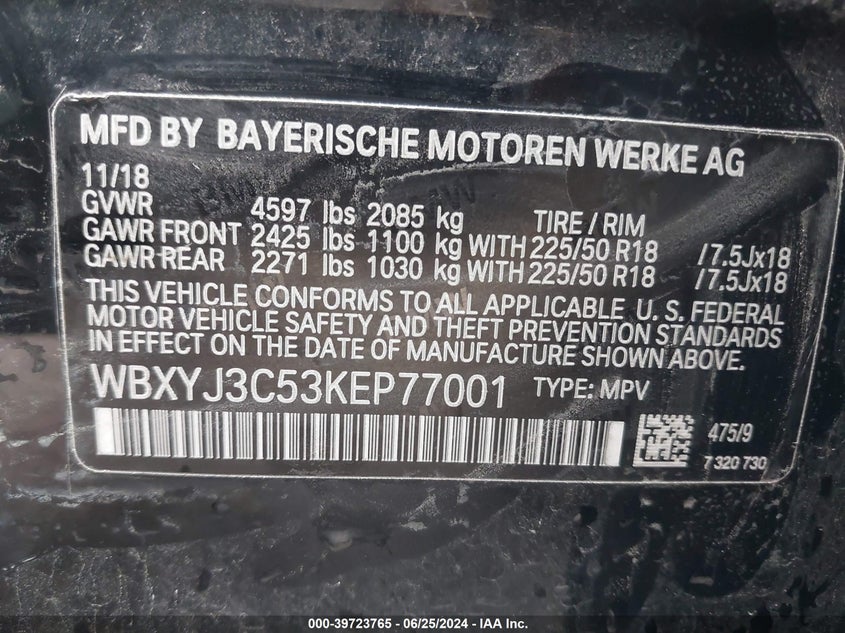 MFD BY BAYERISCHE MOTOREN WERKE AG
11/18
GVWR 4597 lbs 2085 kg TIRE / RIM
GAWR FRONT 2425 lbs 1100 kg WITH 225/50 R18 /7.5Jx18
GAWR REAR 2271 lbs 1030 kg WITH 225/50 R18 /7.5Jx18
THIS VEHICLE CONFORMS TO ALL APPLICABLE U. S. FEDERAL
MOTOR VEHICLE SAFETY AND THEFT PREVENTION STANDARDS
IN EFFECT ON THE DATE OF MANUFACTURE SHOWN ABOVE.
WBXYJ3C53KEP77001 TYPE: MPV
475/9
7 320 730
000-39723765 - 06/25/2024 - IAA Inc.